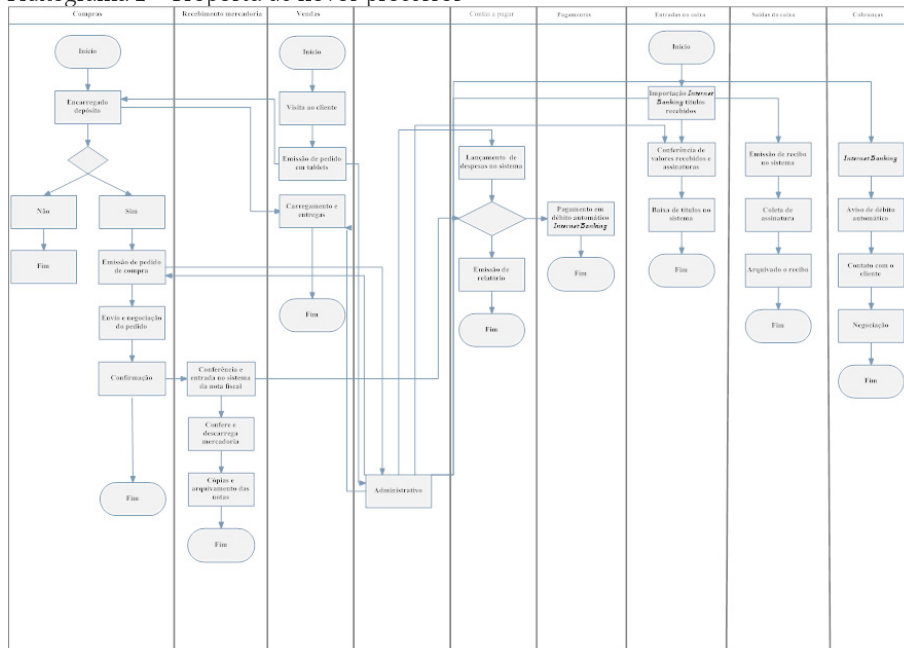 Compras
Recebimento mercadoria
Vendas
Contas a pagar
Pagamentos
Entradas no caixa
Saídas do caixa
Cobranças
Início
Encarregado
depósito
Não
Sim
Fim
Emissão de pedido
de compra
Envio e negociação
do pedido
Confirmação
Fim
Conferência e
entrada no sistema
da nota fiscal
Confere e
descarrega
mercadoria
Cópias e
arquivamento das
notas
Fim
Início
Visita ao cliente
Emissão de pedido
em tablets
Carregamento e
entregas
Fim
Administrativo
Lançamento de
despesas no sistema
Emissão de
relatório
Fim
Pagamento em
débito automático
Internet Banking
Fim
Início
Importação Internet
Banking títulos
recebidos
Conferência de
valores recebidos e
assinaturas
Baixa de títulos no
sistema
Fim
Emissão de recibo
no sistema
Coleta de
assinatura
Arquivado o recibo
Fim
Internet Banking
Aviso de débito
automático
Contato com o
cliente
Negociação
Fim